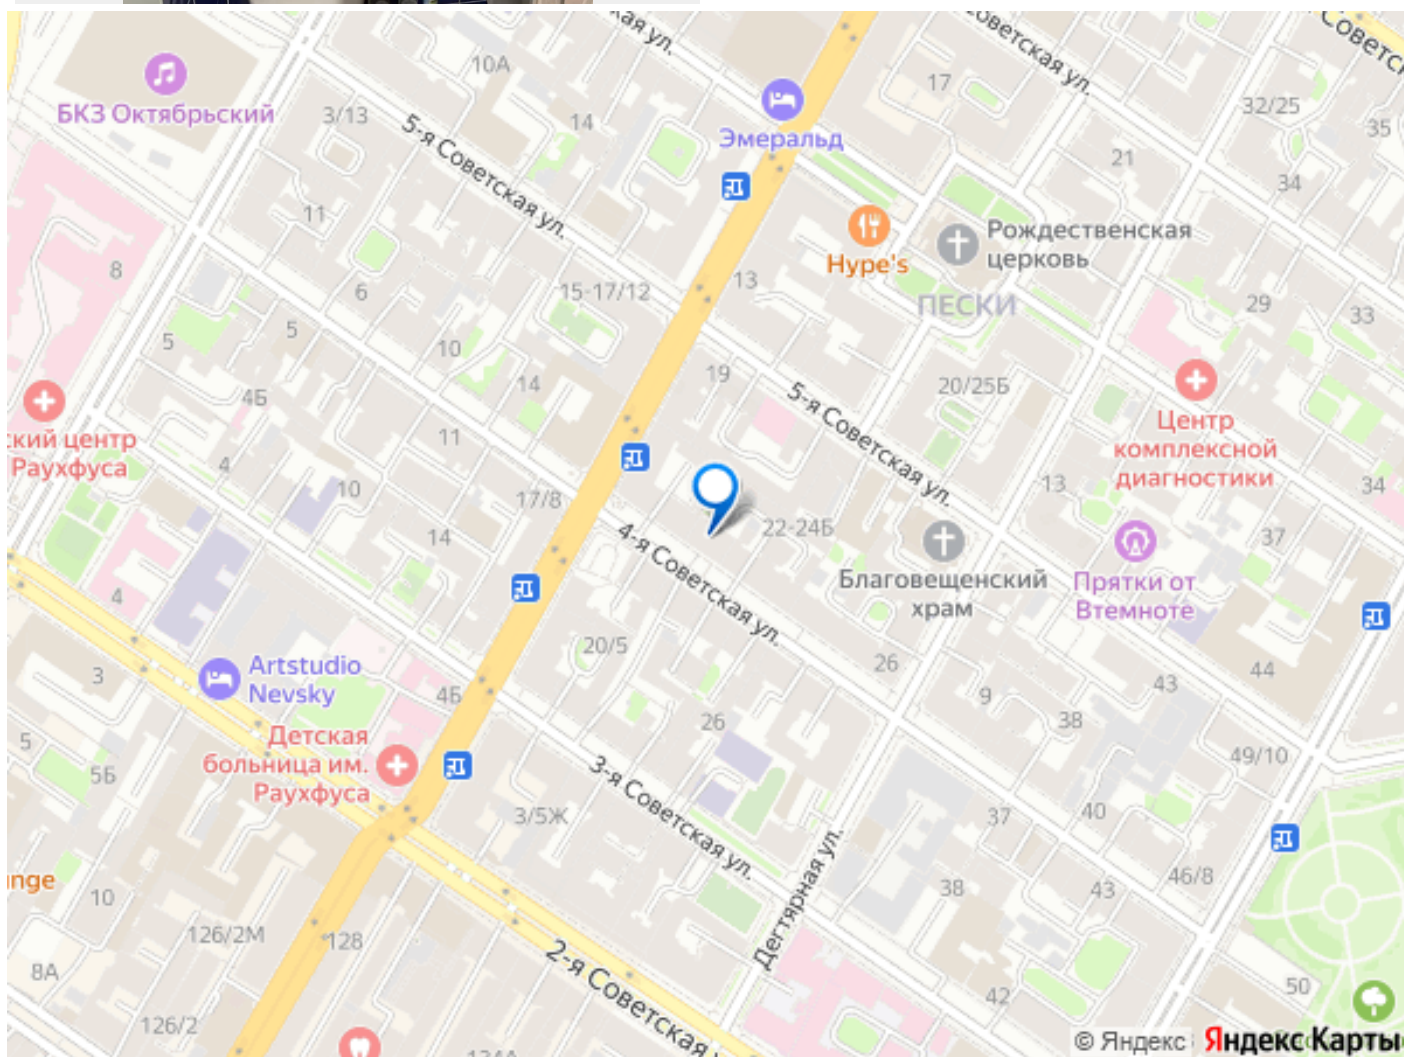 ая ул.
Советская ул.
Советс
10А
17
БКЗ Октябрьский
3/13
14
Эмеральд
32/25
35
5-я Советская ул.
21
34
11
Рождественская
церковь
Hype's
8
6
15-17/12
13
ПЕСКИ
29
33
5
5
10
14
19
20/25Б
5-я Советская ул.
Центр
комплексной
диагностики
4Б
ский центр
Раухфуса
11
4
10
17/8
13
34
14
4-я Советская ул.
22-24Б
37
Благовещенский
храм
Прятки от
Втемноте
4
3
Artstudio
Nevsky
20/5
26
44
4Б
9
43
26
38
Детская
больница им.
Раухфуса
5
5Б
49/10
3-я Советская ул.
3/5Ж
37
40
nge
10
Дегтярная ул.
38
43
46/8
126/2М
128
8А
2-я Советская
42
50
126/2
134А
© Яндекс Яндекс Карты